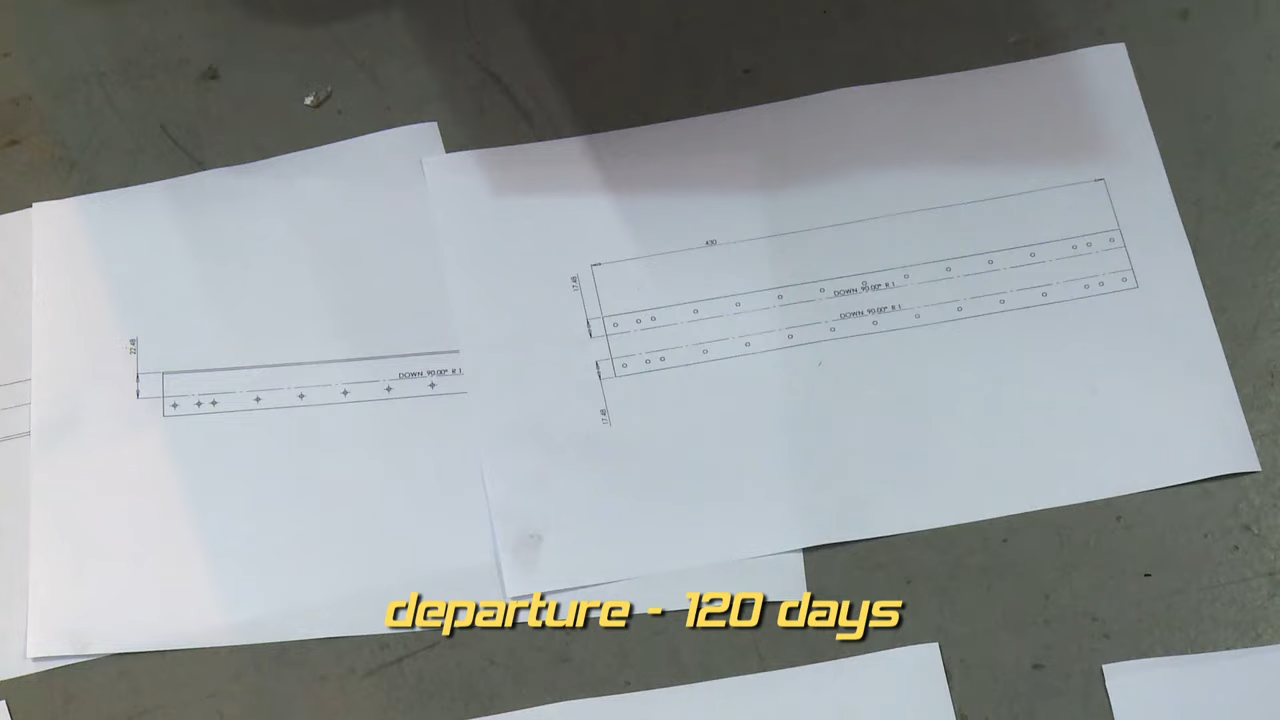 430
17.48
DOWN 90.00° R 1
DOWN 90.00° R 1
17.48
22.48
DOWN 90.00° R 1
departure - 120 days